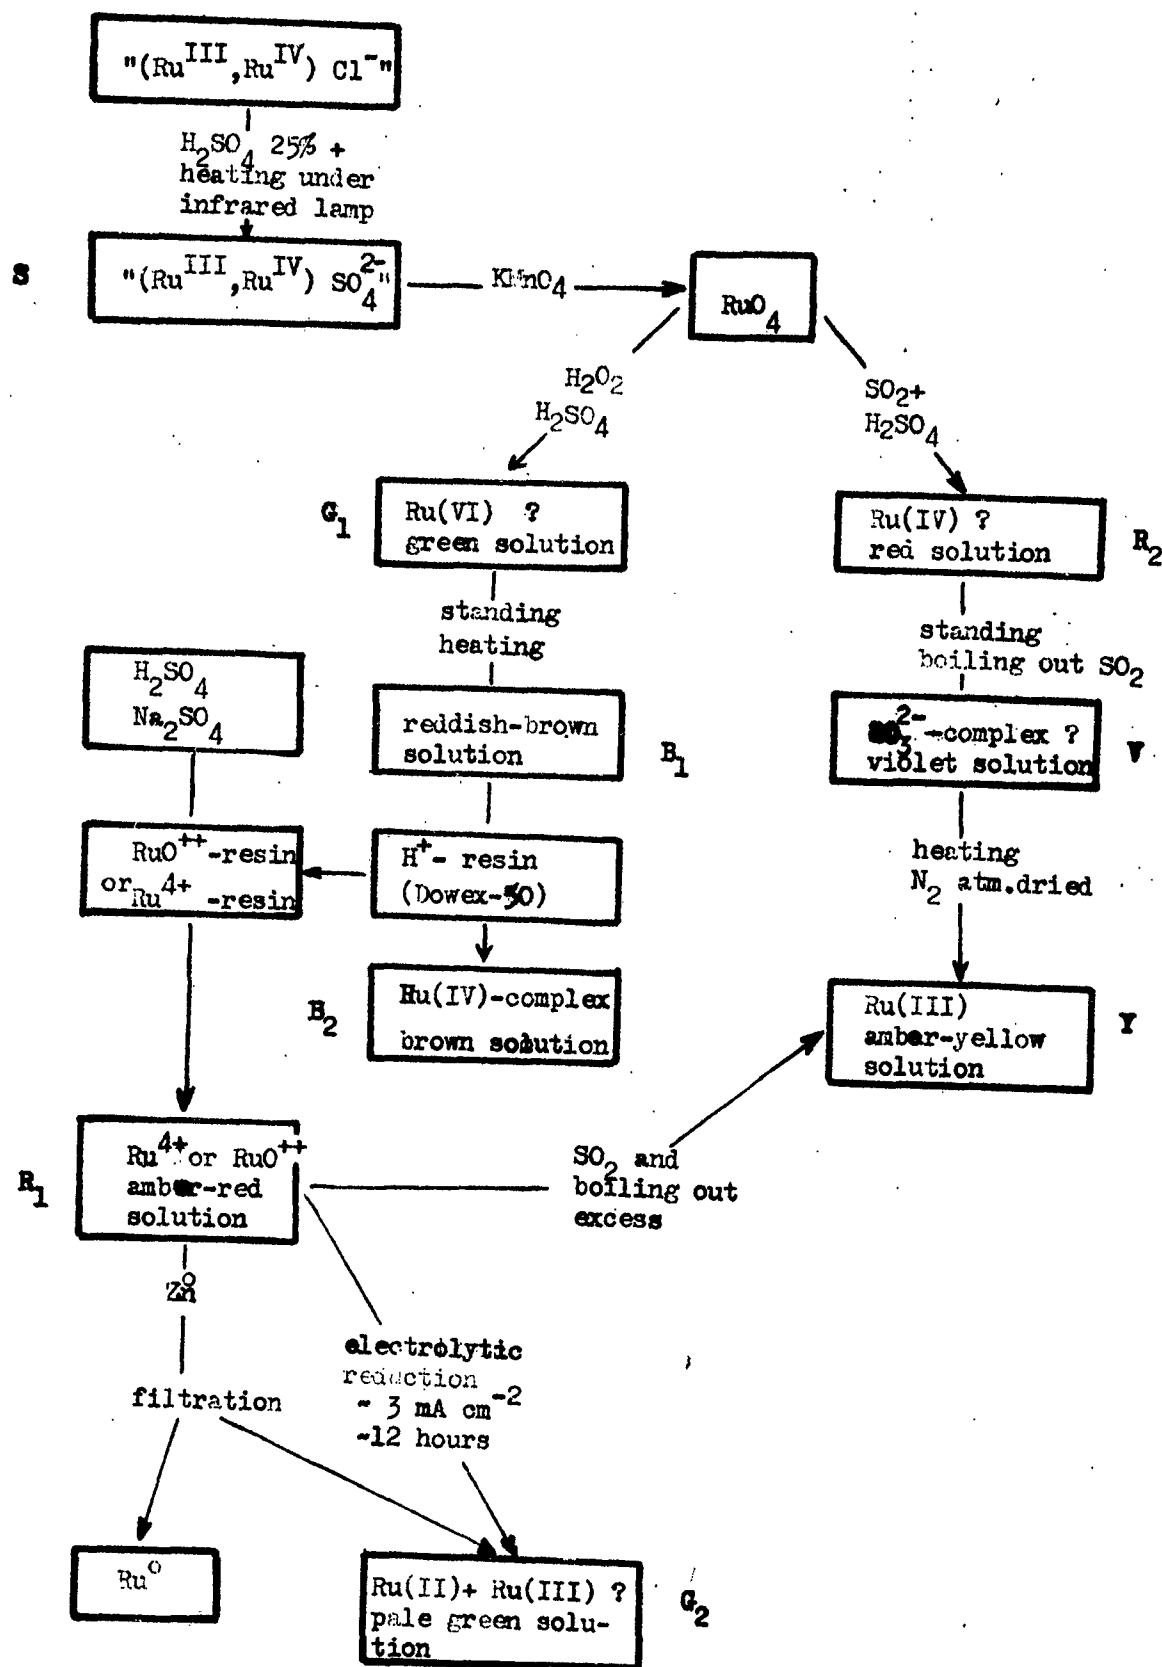 "(Ru^III,Ru^IV) Cl^-"
H2SO4 25% +
heating under
infrared lamp
S
"(Ru^III,Ru^IV) SO4^2-"
KMnO4
RuO4
H2O2
H2SO4
SO2+
H2SO4
G1
Ru(VI) ?
green solution
Ru(IV) ?
red solution
R2
standing
heating
standing
boiling out SO2
H2SO4
Na2SO4
reddish-brown
solution
B1
SO3^2- -complex ?
violet solution
V
RuO^++-resin
or Ru^4+ -resin
H^+- resin
(Dowex-50)
heating
N2 atm.dried
B2
Ru(IV)-complex
brown solution
Ru(III)
amber-yellow
solution
Y
R1
Ru^4+ or RuO^++
amber-red
solution
SO2 and
boiling out
excess
Zn^o
electrolytic
reduction
~ 3 mA cm^-2
~12 hours
filtration
Ru^o
Ru(II)+ Ru(III) ?
pale green solu-
tion
G2